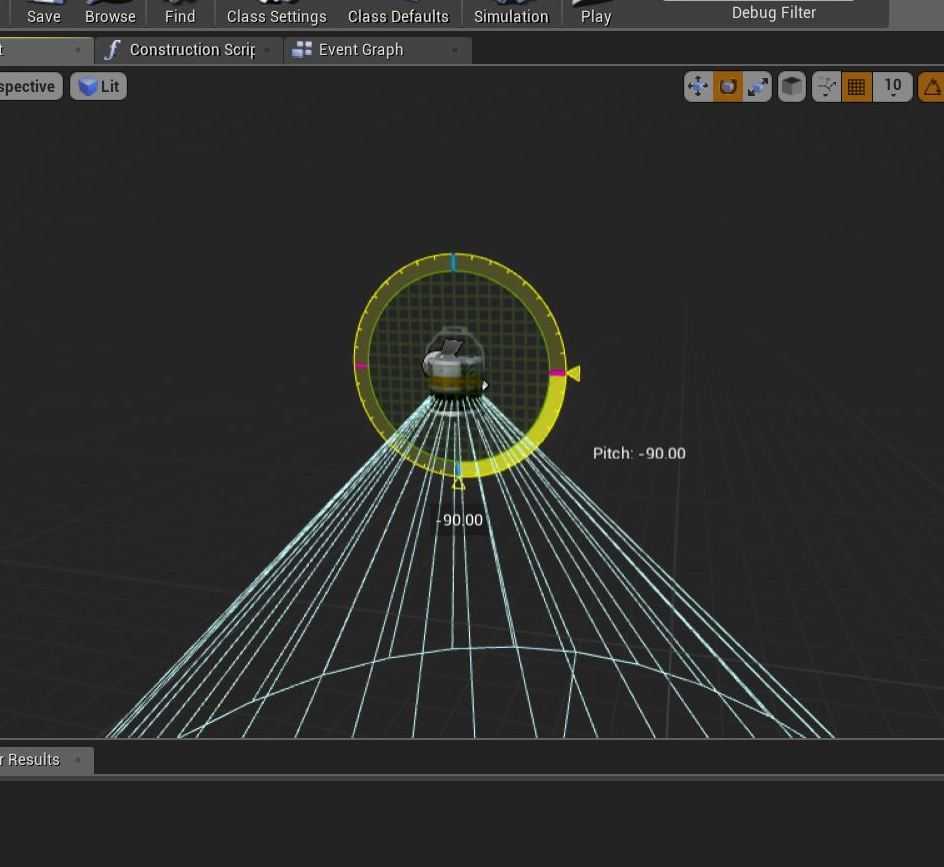 Save Browse Find Class Settings Class Defaults Simulation Play Debug Filter
t Construction Scrip Event Graph
spective Lit 10
Pitch: -90.00
-90.00
r Results